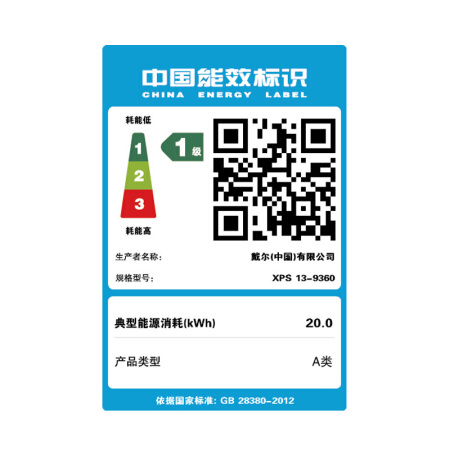 中国能效标识
CHINA ENERGY LABEL
耗能低
1
1级
2
3
耗能高
生产者名称: 戴尔(中国)有限公司
规格型号: XPS 13-9360
典型能源消耗(kWh) 20.0
产品类型 A类
依据国家标准: GB 28380-2012